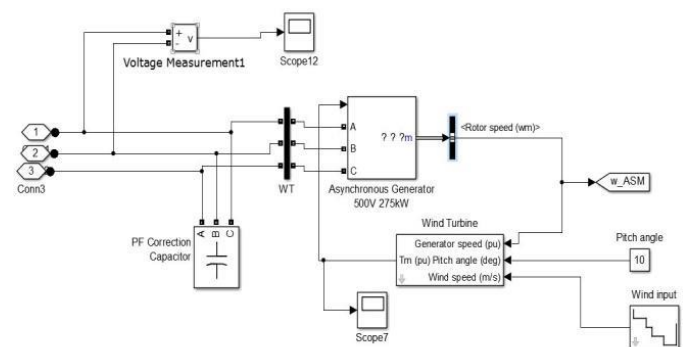 +
-
v
Voltage Measurement1
Scope12
1
2
3
Conn3
WT
A
B
C
? ? ?m
Asynchronous Generator
500V 275kW
<Rotor speed (wm)>
w_ASM
A B C
PF Correction
Capacitor
Wind Turbine
Generator speed (pu)
Tm (pu) Pitch angle (deg)
Wind speed (m/s)
Pitch angle
10
Wind input
Scope7